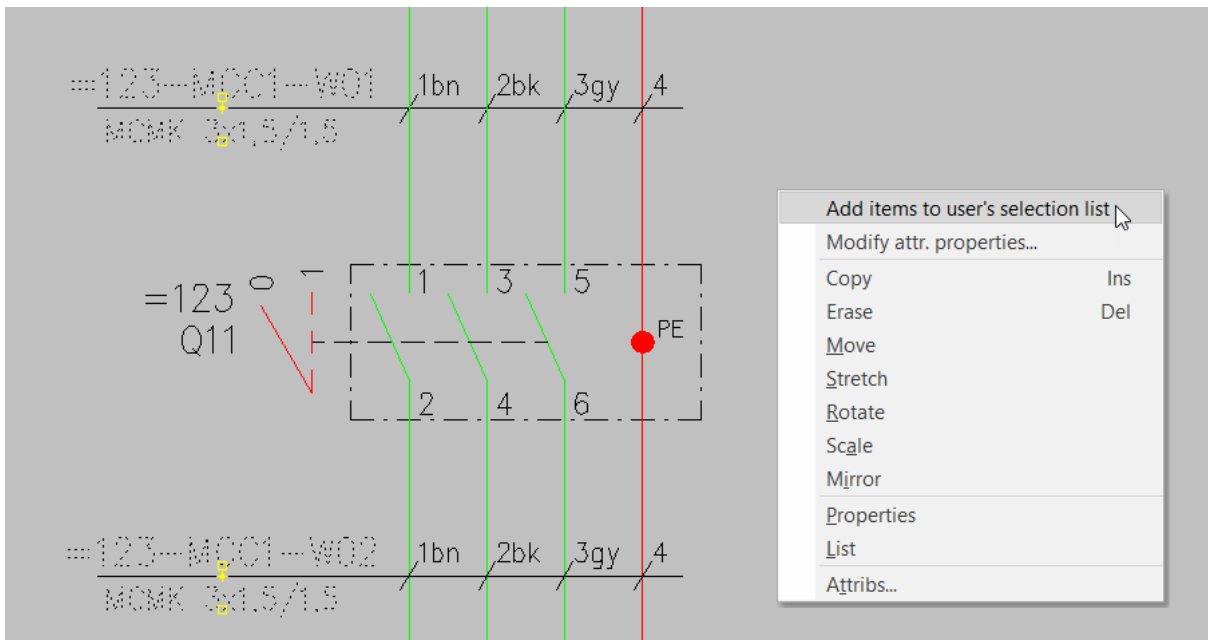 =123-MCC1-W01 1bn 2bk 3gy 4
MCMK 3x1,5/1,5
Add items to user's selection list
Modify attr. properties...
=123 0 1 1 3 5
Copy Ins
Erase Del
Q11 PE
Move
Stretch
2 4 6
Rotate
Scale
Mirror
Properties
=123-MCC1-W02 1bn 2bk 3gy 4
List
MCMK 3x1,5/1,5
Attribs...